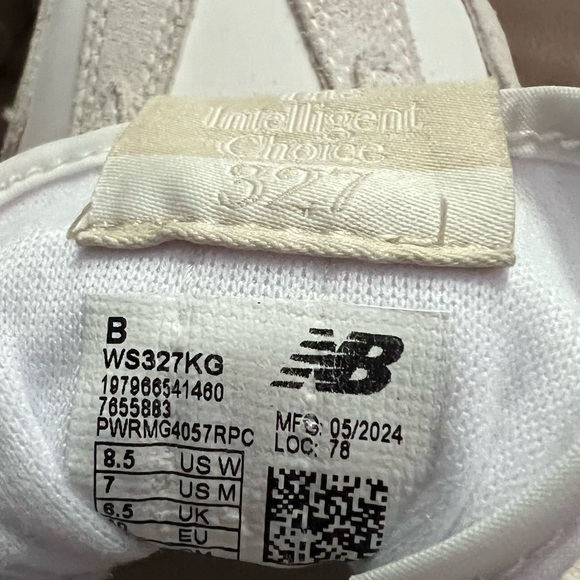 Intelligent
Choice
327
B
WS327KG
197966541460
7655883
PWRMG4057RPC
NB
MFG: 05/2024
LOC: 78
8.5 US W
7 US M
6.5 UK
EU